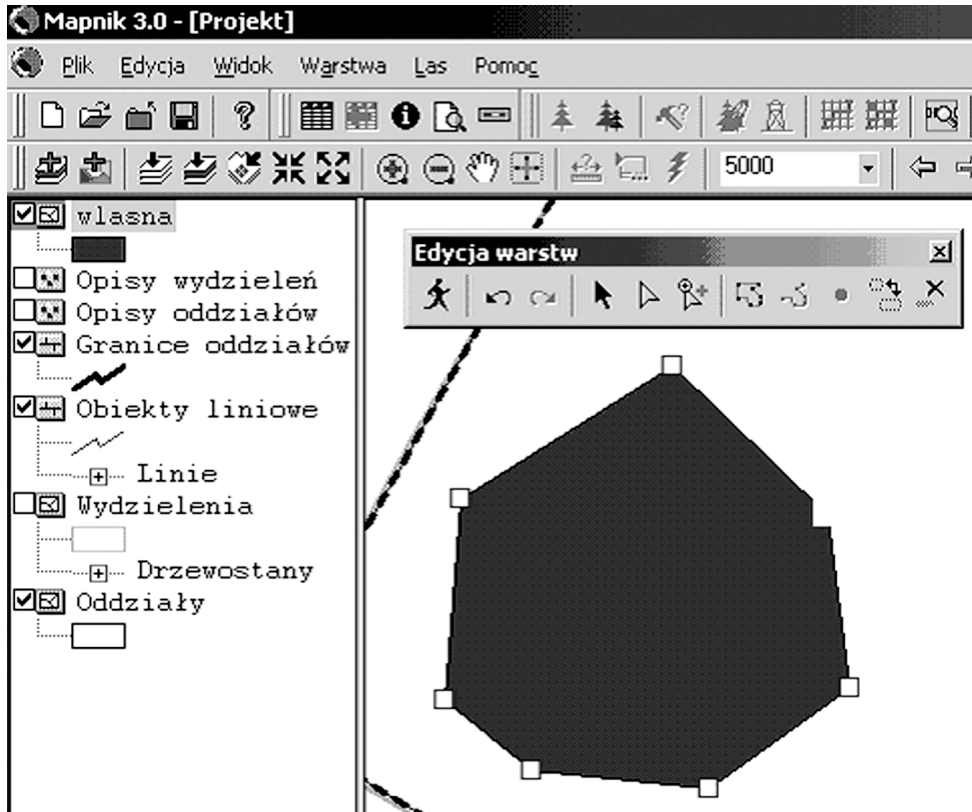 Mapnik 3.0 - [Projekt]
Plik Edycja Widok Warstwa Las Pomoc
5000
wlasna
Edycja warstw
Opisy wydzieleń
Opisy oddziałów
Granice oddziałów
Obiekty liniowe
Linie
Wydzielenia
Drzewostany
Oddziały